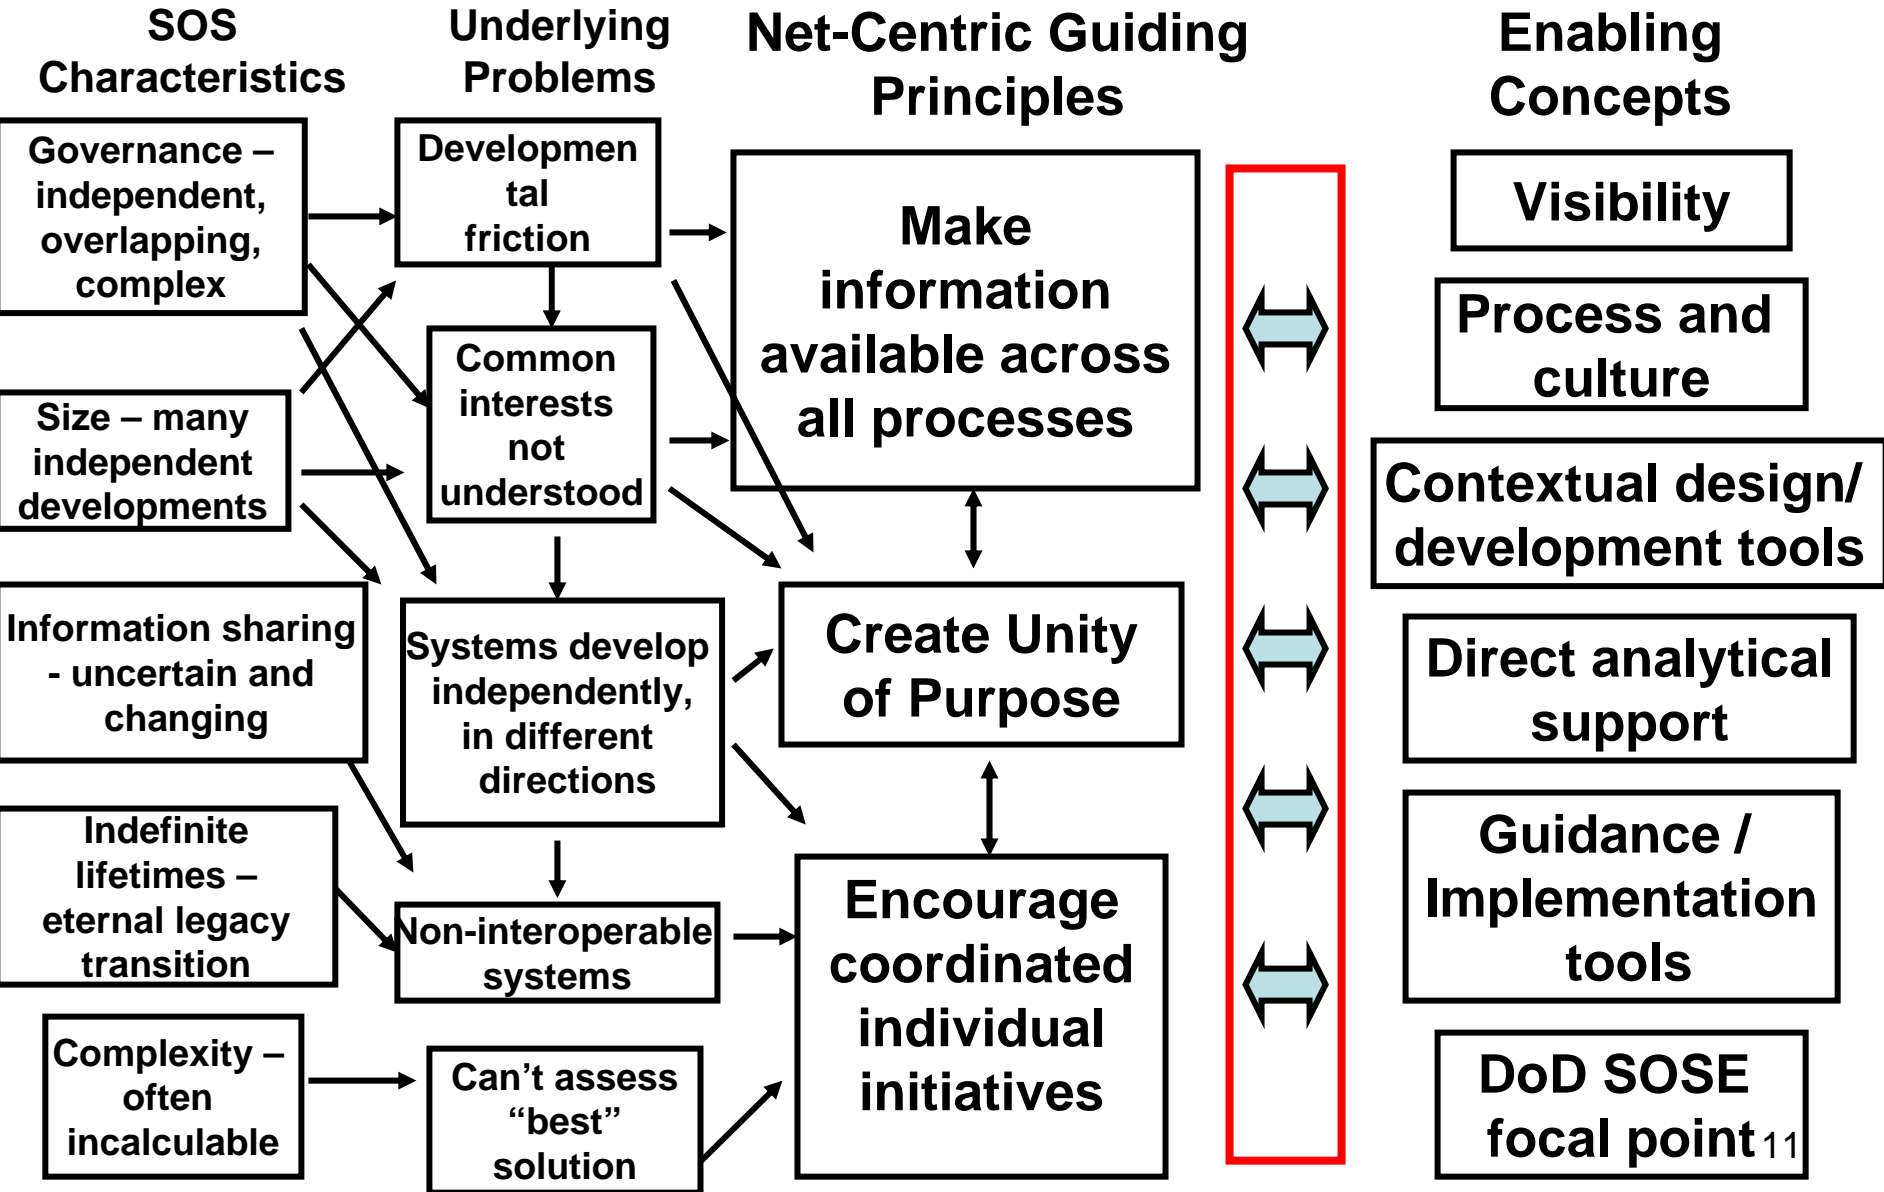 SOS
Characteristics
Underlying
Problems
Net-Centric Guiding
Principles
Enabling
Concepts
Governance –
independent,
overlapping,
complex
Size – many
independent
developments
Information sharing
- uncertain and
changing
Indefinite
lifetimes –
eternal legacy
transition
Complexity –
often
incalculable
Developmen
tal
friction
Common
interests
not
understood
Systems develop
independently,
in different
directions
Non-interoperable
systems
Can’t assess
“best”
solution
Make
information
available across
all processes
Create Unity
of Purpose
Encourage
coordinated
individual
initiatives
Visibility
Process and
culture
Contextual design/
development tools
Direct analytical
support
Guidance /
Implementation
tools
DoD SOSE
focal point
11